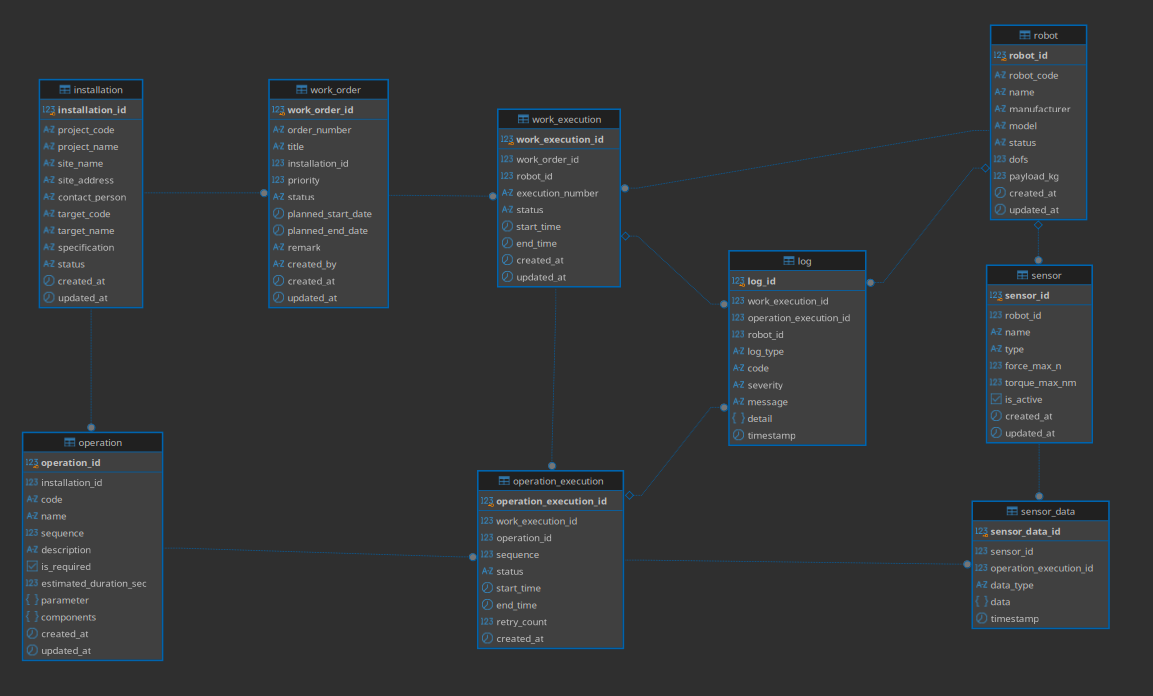 installation
installation_id
project_code
project_name
site_name
site_address
contact_person
target_code
target_name
specification
status
created_at
updated_at
work_order
work_order_id
order_number
title
installation_id
priority
status
planned_start_date
planned_end_date
remark
created_by
created_at
updated_at
work_execution
work_execution_id
work_order_id
robot_id
execution_number
status
start_time
end_time
created_at
updated_at
robot
robot_id
robot_code
name
manufacturer
model
status
dofs
payload_kg
created_at
updated_at
log
log_id
work_execution_id
operation_execution_id
robot_id
log_type
code
severity
message
detail
timestamp
sensor
sensor_id
robot_id
name
type
force_max_n
torque_max_nm
is_active
created_at
updated_at
operation
operation_id
installation_id
code
name
sequence
description
is_required
estimated_duration_sec
parameter
components
created_at
updated_at
operation_execution
operation_execution_id
work_execution_id
operation_id
sequence
status
start_time
end_time
retry_count
created_at
sensor_data
sensor_data_id
sensor_id
operation_execution_id
data_type
data
timestamp